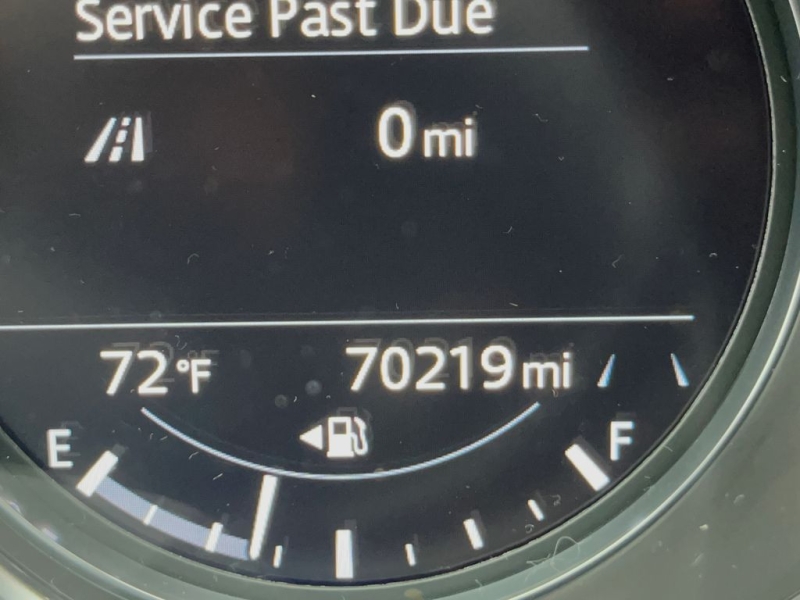 Service Past Due
0 mi
72°F 70219 mi
E F